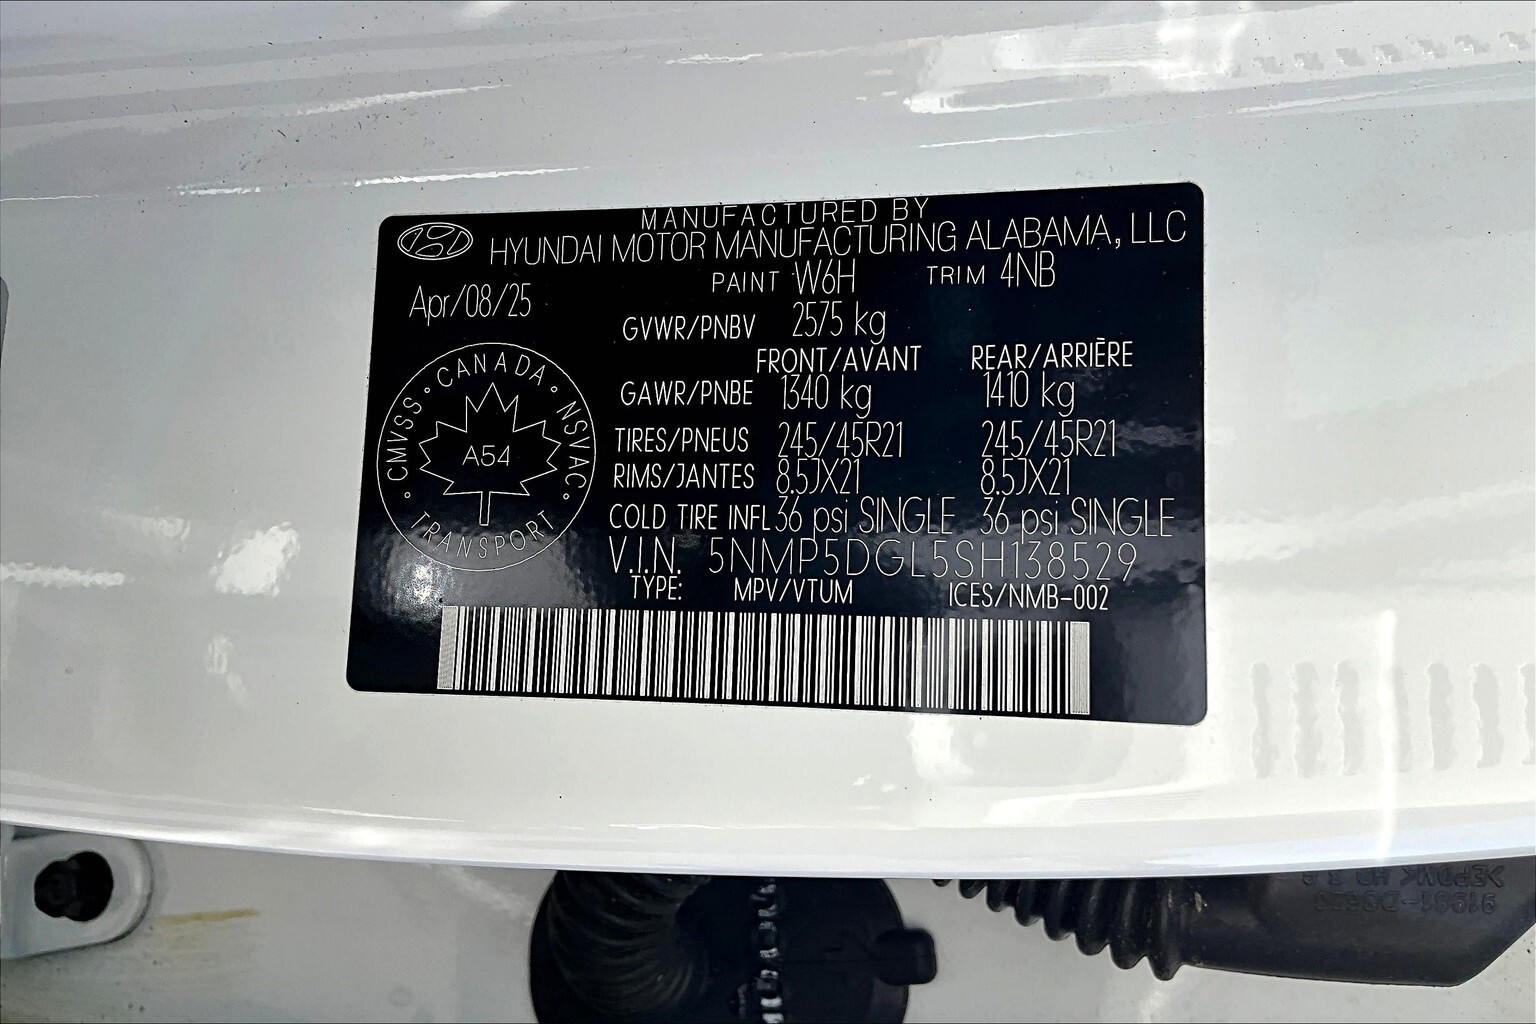 MANUFACTURED BY
HYUNDAI MOTOR MANUFACTURING ALABAMA, LLC
PAINT W6H TRIM 4NB
Apr/08/25
GVWR/PNBV 2575 kg
FRONT/AVANT REAR/ARRIÈRE
GAWR/PNBE 1340 kg 1410 kg
TIRES/PNEUS 245/45R21 245/45R21
RIMS/JANTES 8.5JX21 8.5JX21
COLD TIRE INFL 36 psi SINGLE 36 psi SINGLE
V.I.N. 5NMP5DGL5SH138529
TYPE: MPV/VTUM ICES/NMB-002
CMVSS • CANADA • NSVAC • TRANSPORT
A54